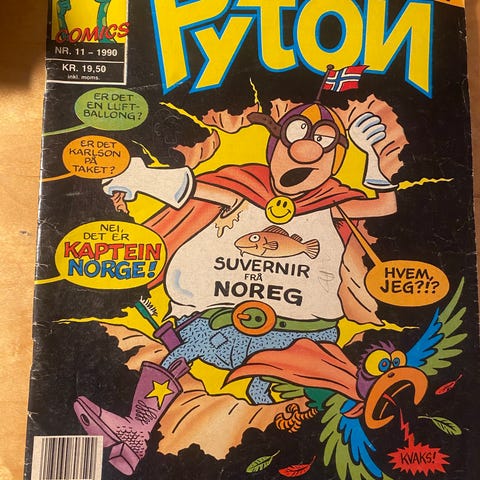 COMICS
PYTON
NR. 11 – 1990
KR. 19,50
inkl. moms.
ER DET
EN LUFT-
BALLONG?
ER DET
KARLSON
PÅ
TAKET?
NEI,
DET ER
KAPTEIN
NORGE!
SUVERNIR
FRÅ
NOREG
HVEM,
JEG?!?
KVAKS!